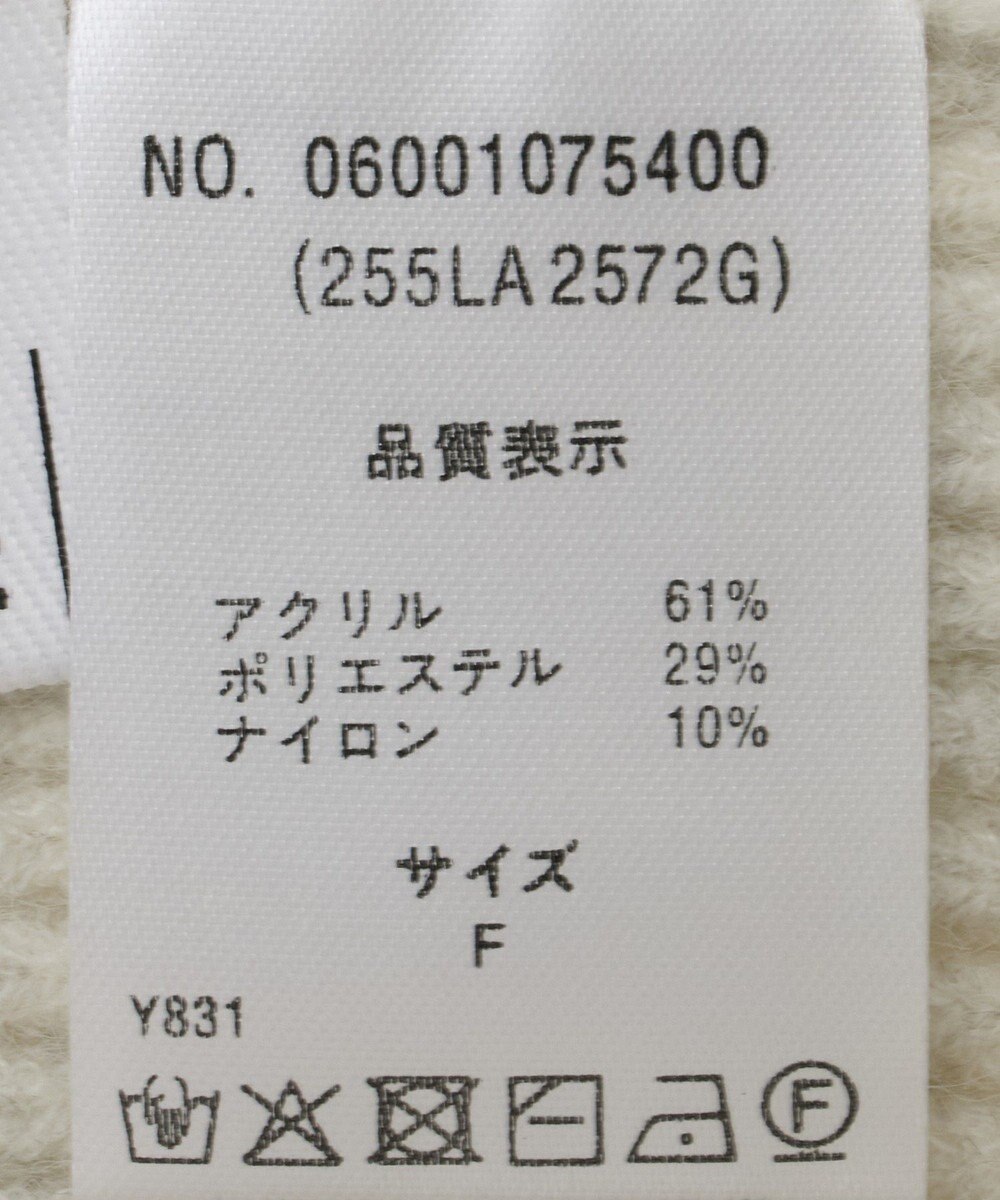 NO. 06001075400
(255LA2572G)
品質表示
アクリル 61%
ポリエステル 29%
ナイロン 10%
サイズ
F
Y831
F